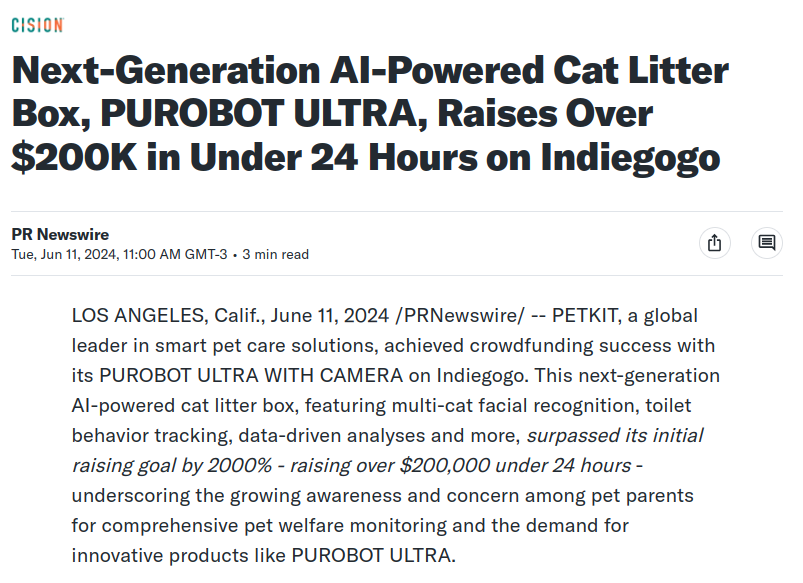 CISION
Next-Generation AI-Powered Cat Litter
Box, PUROBOT ULTRA, Raises Over
$200K in Under 24 Hours on Indiegogo
PR Newswire
Tue, Jun 11, 2024, 11:00 AM GMT-3 • 3 min read
LOS ANGELES, Calif., June 11, 2024 /PRNewswire/ -- PETKIT, a global
leader in smart pet care solutions, achieved crowdfunding success with
its PUROBOT ULTRA WITH CAMERA on Indiegogo. This next-generation
AI-powered cat litter box, featuring multi-cat facial recognition, toilet
behavior tracking, data-driven analyses and more, surpassed its initial
raising goal by 2000% - raising over $200,000 under 24 hours -
underscoring the growing awareness and concern among pet parents
for comprehensive pet welfare monitoring and the demand for
innovative products like PUROBOT ULTRA.